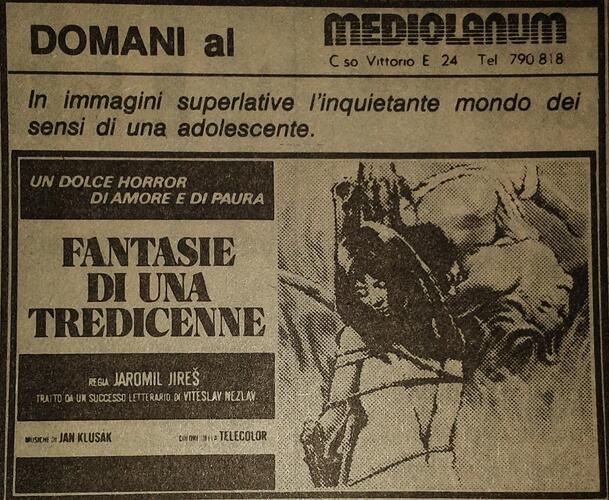 DOMANI al
MEDIOLANUM
C so Vittorio E 24 Tel 790 818
In immagini superlative l'inquietante mondo dei
sensi di una adolescente.
UN DOLCE HORROR
DI AMORE E DI PAURA
FANTASIE
DI UNA
TREDICENNE
REGIA JAROMIL JIREŠ
TRATTO DA UN SUCCESSO LETTERARIO DI VITESLAV NEZLAV
MUSICHE DI JAN KLUSAK
COLORE DELLA TELECOLOR